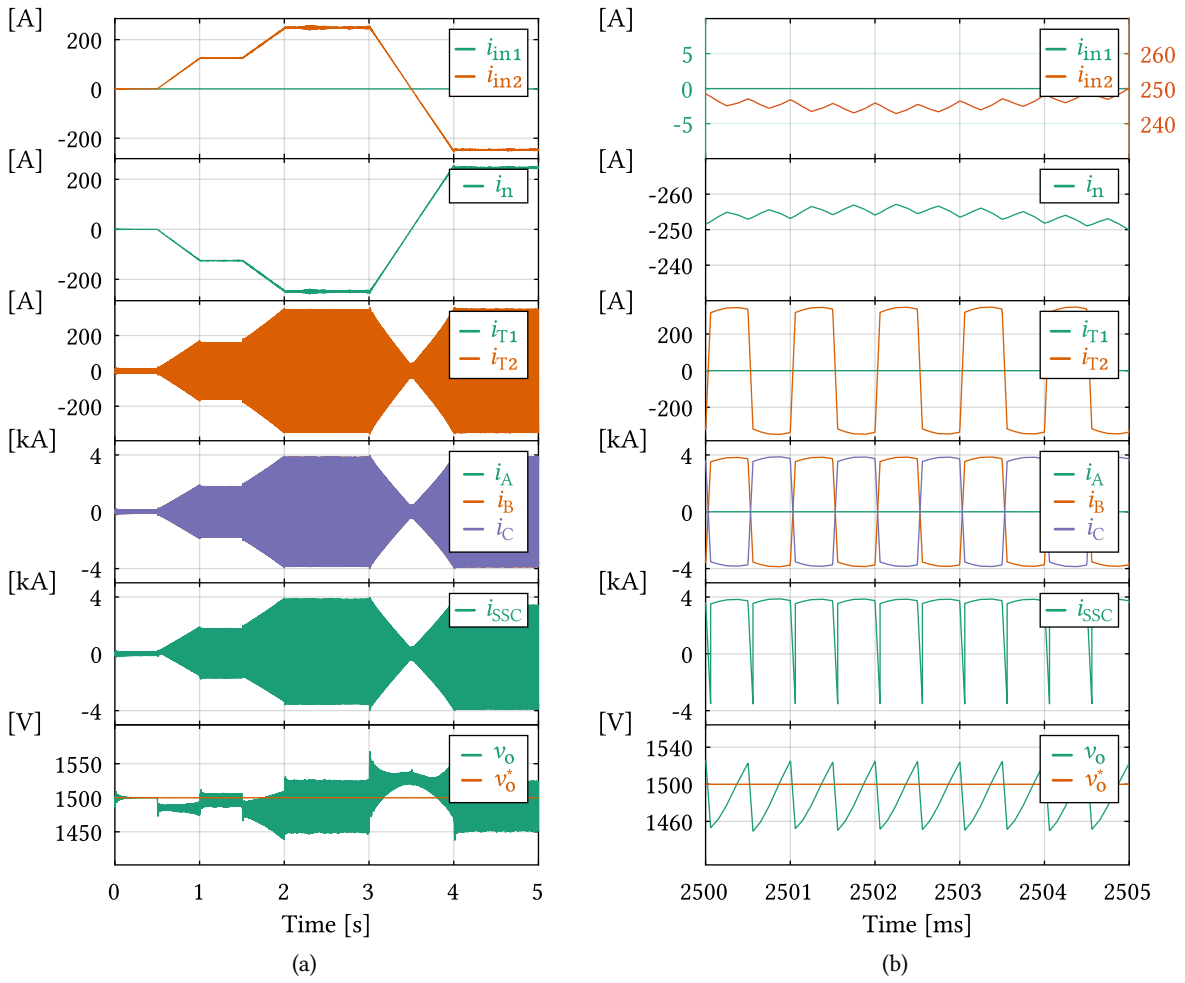 [A]
200
0
-200
i_in1
i_in2
[A]
200
0
-200
i_n
[A]
200
0
-200
i_T1
i_T2
[kA]
4
0
-4
i_A
i_B
i_C
[kA]
4
0
-4
i_SSC
[V]
1550
1500
1450
v_o
v_o^*
0 1 2 3 4 5
Time [s]
(a)
[A]
5
0
-5
260
250
240
i_in1
i_in2
[A]
-260
-250
-240
i_n
[A]
200
0
-200
i_T1
i_T2
[kA]
4
0
-4
i_A
i_B
i_C
[kA]
4
0
-4
i_SSC
[V]
1540
1500
1460
v_o
v_o^*
2500 2501 2502 2503 2504 2505
Time [ms]
(b)